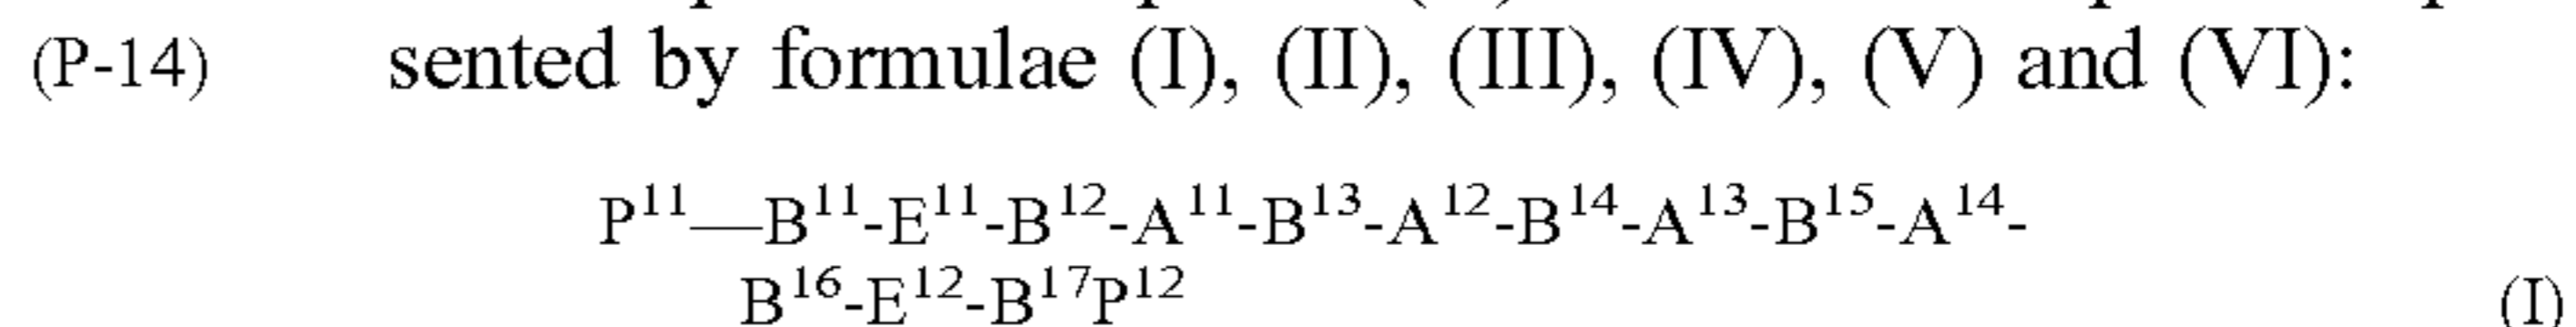 (P-14) sented by formulae (I), (II), (III), (IV), (V) and (VI):
P¹¹—B¹¹-E¹¹-B¹²-A¹¹-B¹³-A¹²-B¹⁴-A¹³-B¹⁵-A¹⁴-
B¹⁶-E¹²-B¹⁷P¹² (I)